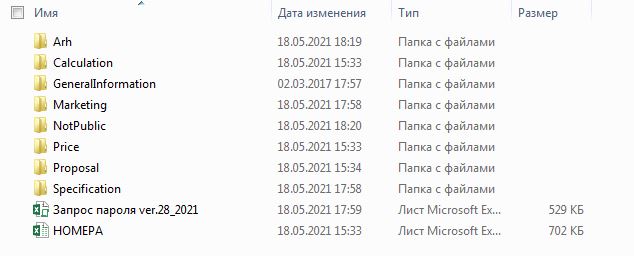 Имя Дата изменения Тип Размер
Arh 18.05.2021 18:19 Папка с файлами
Calculation 18.05.2021 15:33 Папка с файлами
GeneralInformation 02.03.2017 17:57 Папка с файлами
Marketing 18.05.2021 17:58 Папка с файлами
NotPublic 18.05.2021 18:20 Папка с файлами
Price 18.05.2021 15:33 Папка с файлами
Proposal 18.05.2021 15:34 Папка с файлами
Specification 18.05.2021 17:58 Папка с файлами
Запрос пароля ver.28_2021 18.05.2021 17:59 Лист Microsoft Ex... 529 КБ
НОМЕРА 18.05.2021 15:33 Лист Microsoft Ex... 702 КБ